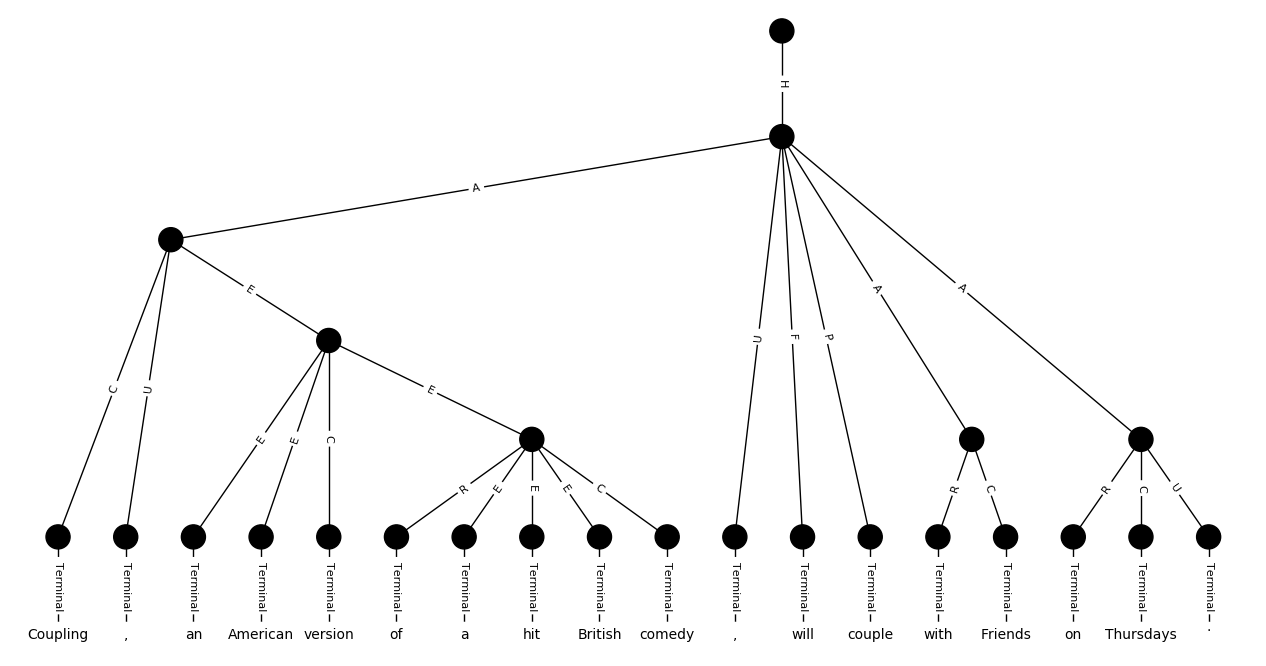 H
A
E
A
A
U
F
P
C
U
E
E
E
C
R
E
E
E
C
R
C
R
C
U
Terminal Terminal Terminal Terminal Terminal Terminal Terminal Terminal Terminal Terminal Terminal Terminal Terminal Terminal Terminal Terminal Terminal Terminal
Coupling , an American version of a hit British comedy , will couple with Friends on Thursdays .